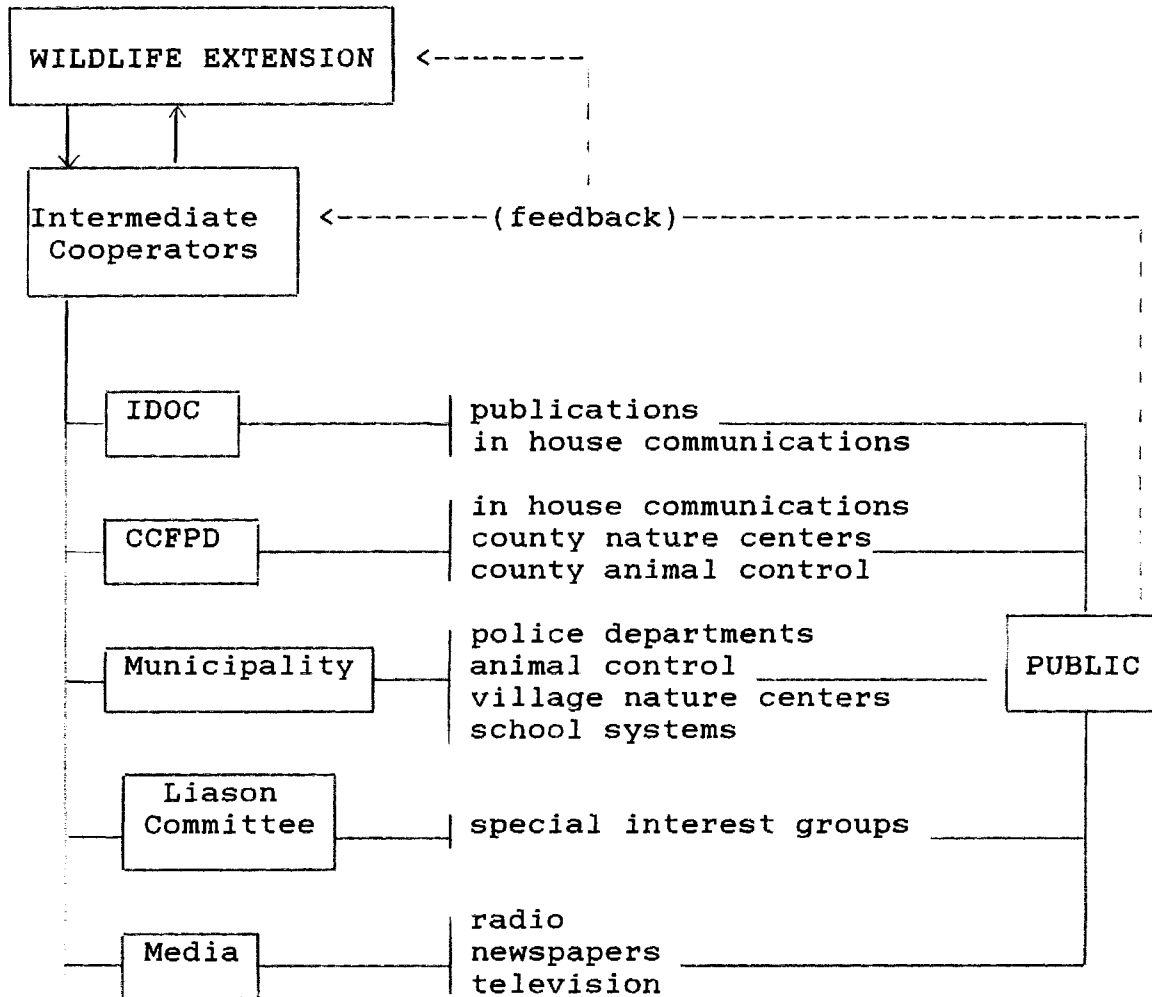 WILDLIFE EXTENSION
Intermediate
Cooperators
(feedback)
IDOC
publications
in house communications
CCFPD
in house communications
county nature centers
county animal control
Municipality
police departments
animal control
village nature centers
school systems
PUBLIC
Liason
Committee
special interest groups
Media
radio
newspapers
television